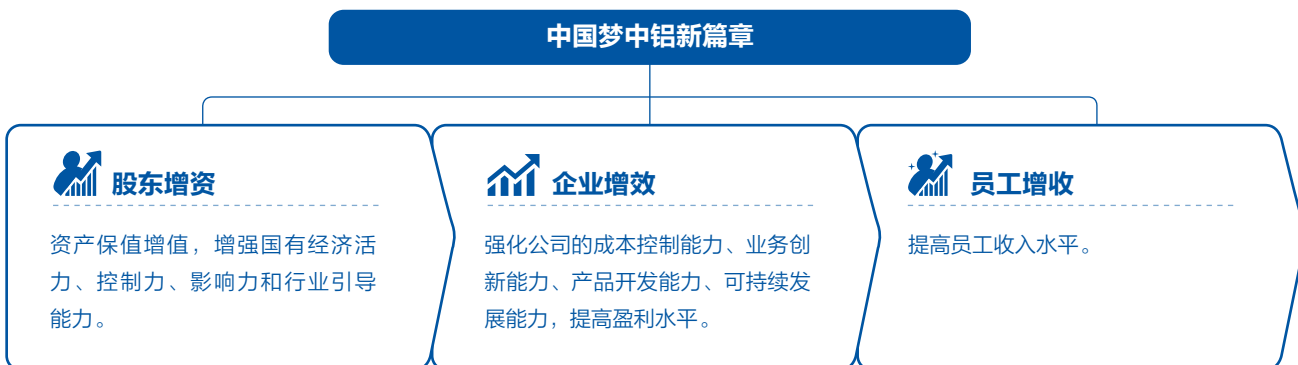 中国梦中铝新篇章
股东增资
资产保值增值，增强国有经济活
力、控制力、影响力和行业引导
能力。
企业增效
强化公司的成本控制能力、业务创
新能力、产品开发能力、可持续发
展能力，提高盈利水平。
员工增收
提高员工收入水平。